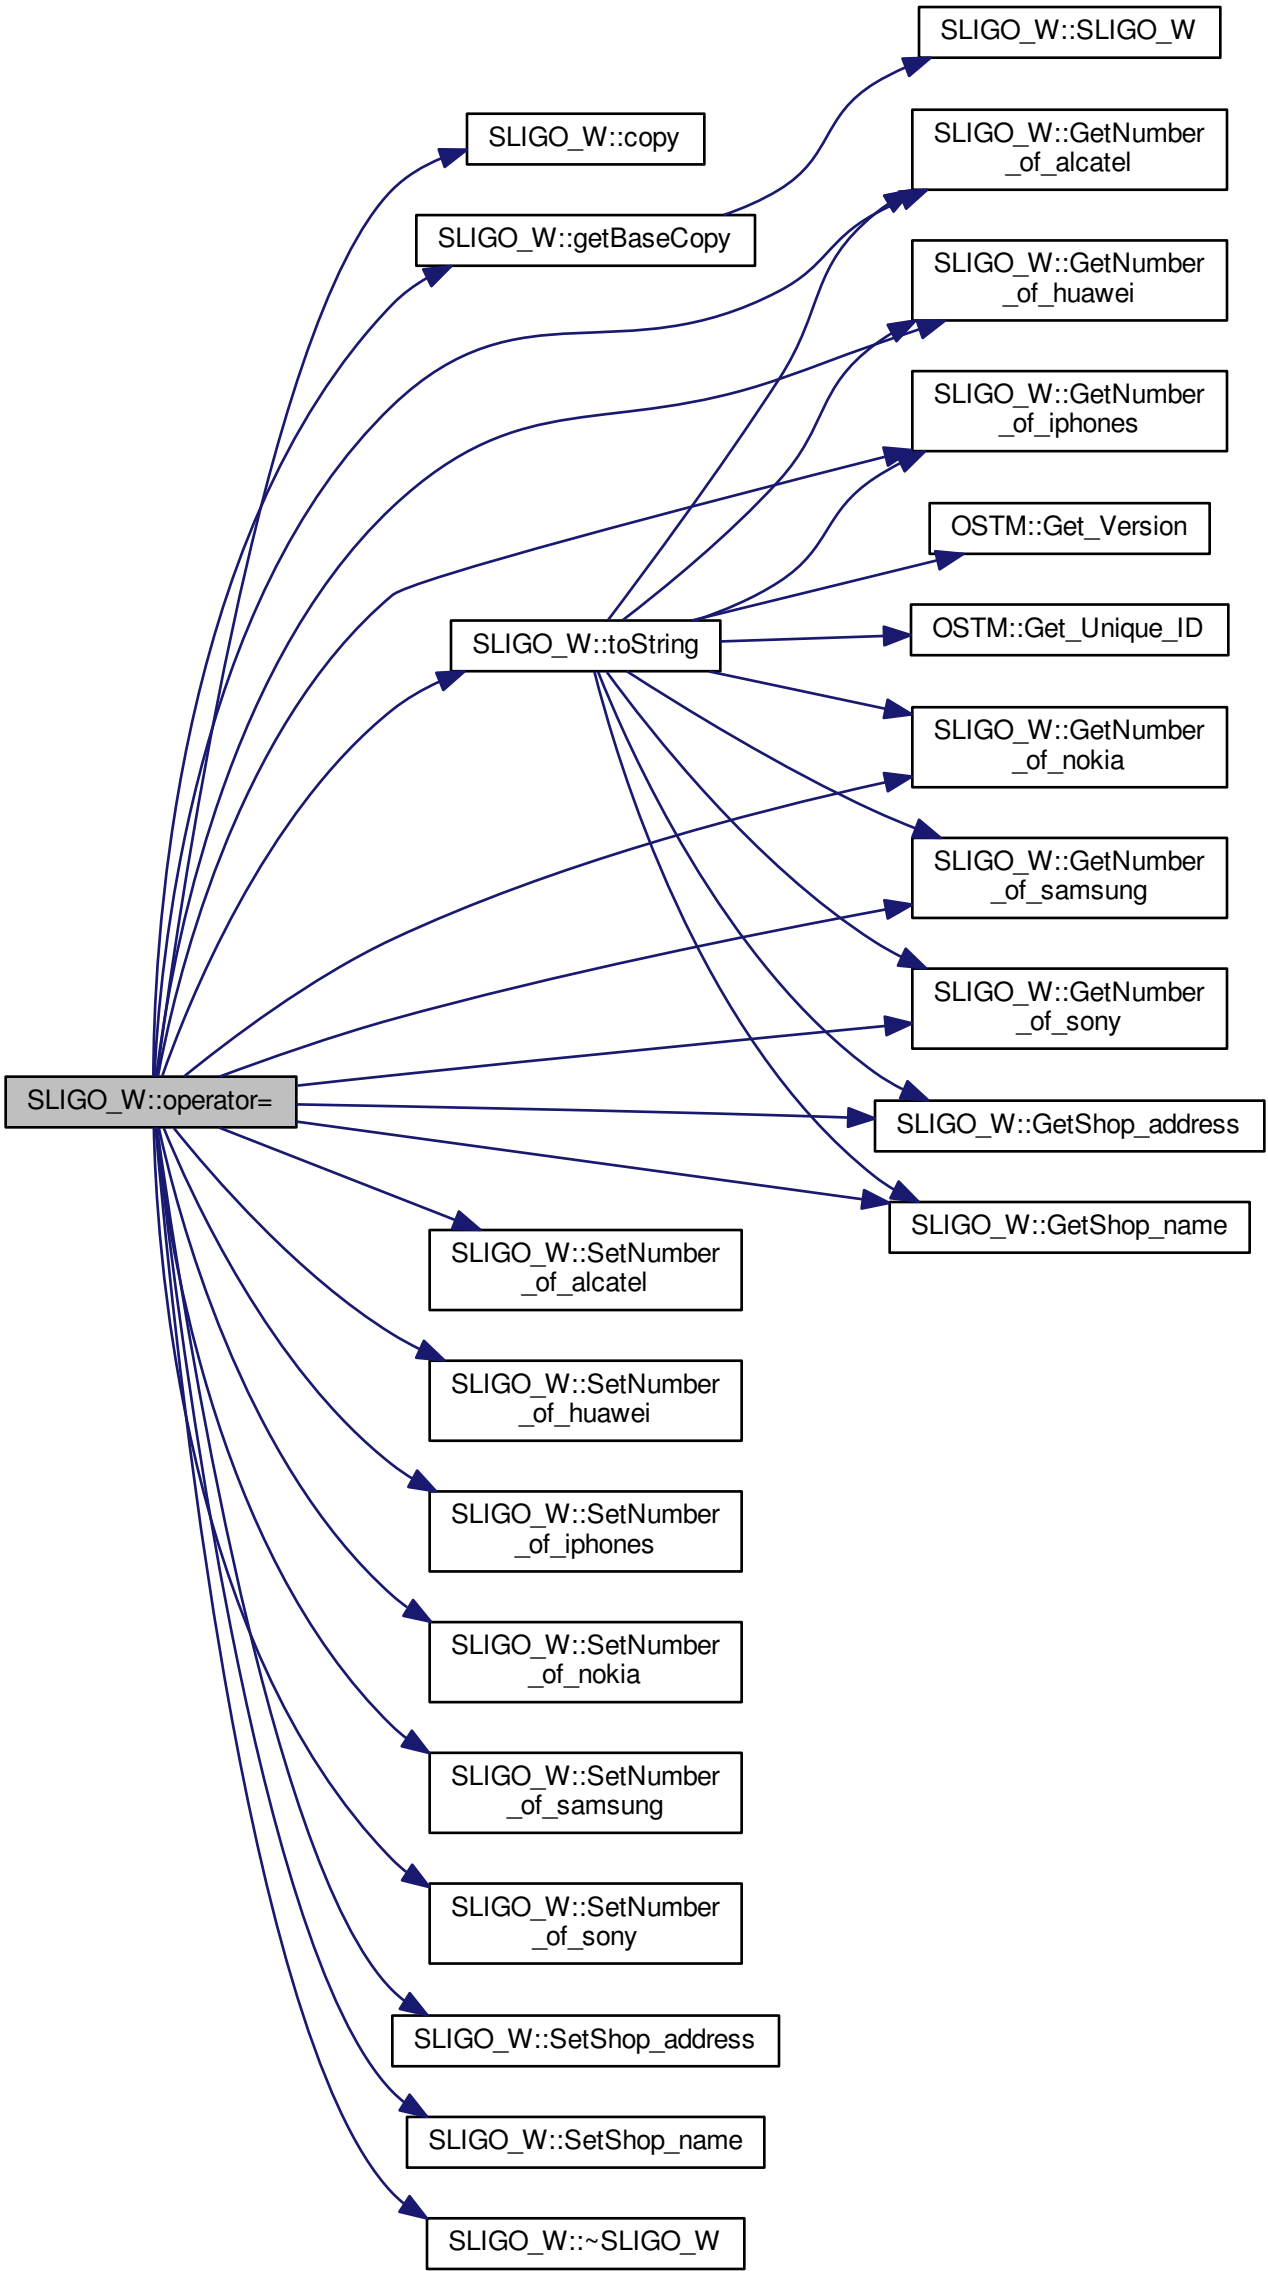 SLIGO_W::SLIGO_W
SLIGO_W::copy
SLIGO_W::GetNumber
_of_alcatel
SLIGO_W::getBaseCopy
SLIGO_W::GetNumber
_of_huawei
SLIGO_W::GetNumber
_of_iphones
OSTM::Get_Version
OSTM::Get_Unique_ID
SLIGO_W::toString
SLIGO_W::GetNumber
_of_nokia
SLIGO_W::GetNumber
_of_samsung
SLIGO_W::GetNumber
_of_sony
SLIGO_W::operator=
SLIGO_W::GetShop_address
SLIGO_W::GetShop_name
SLIGO_W::SetNumber
_of_alcatel
SLIGO_W::SetNumber
_of_huawei
SLIGO_W::SetNumber
_of_iphones
SLIGO_W::SetNumber
_of_nokia
SLIGO_W::SetNumber
_of_samsung
SLIGO_W::SetNumber
_of_sony
SLIGO_W::SetShop_address
SLIGO_W::SetShop_name
SLIGO_W::~SLIGO_W